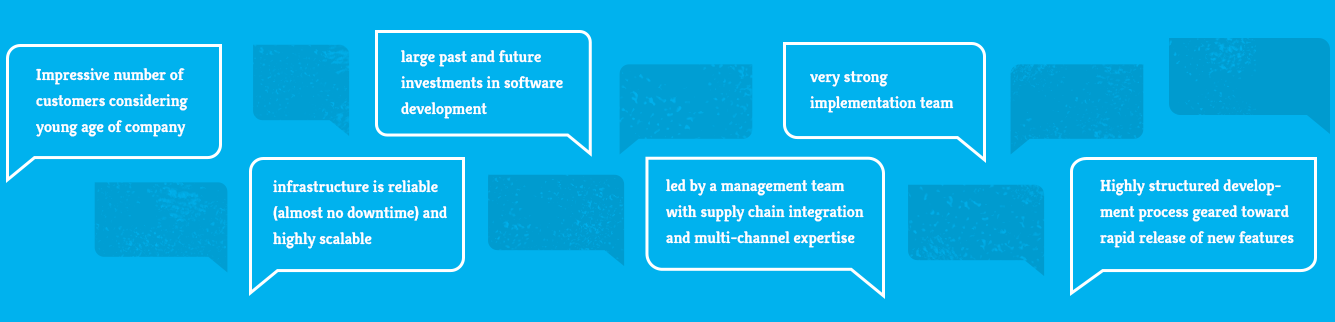 Impressive number of
customers considering
young age of company
infrastructure is reliable
(almost no downtime) and
highly scalable
large past and future
investments in software
development
led by a management team
with supply chain integration
and multi-channel expertise
very strong
implementation team
Highly structured develop-
ment process geared toward
rapid release of new features